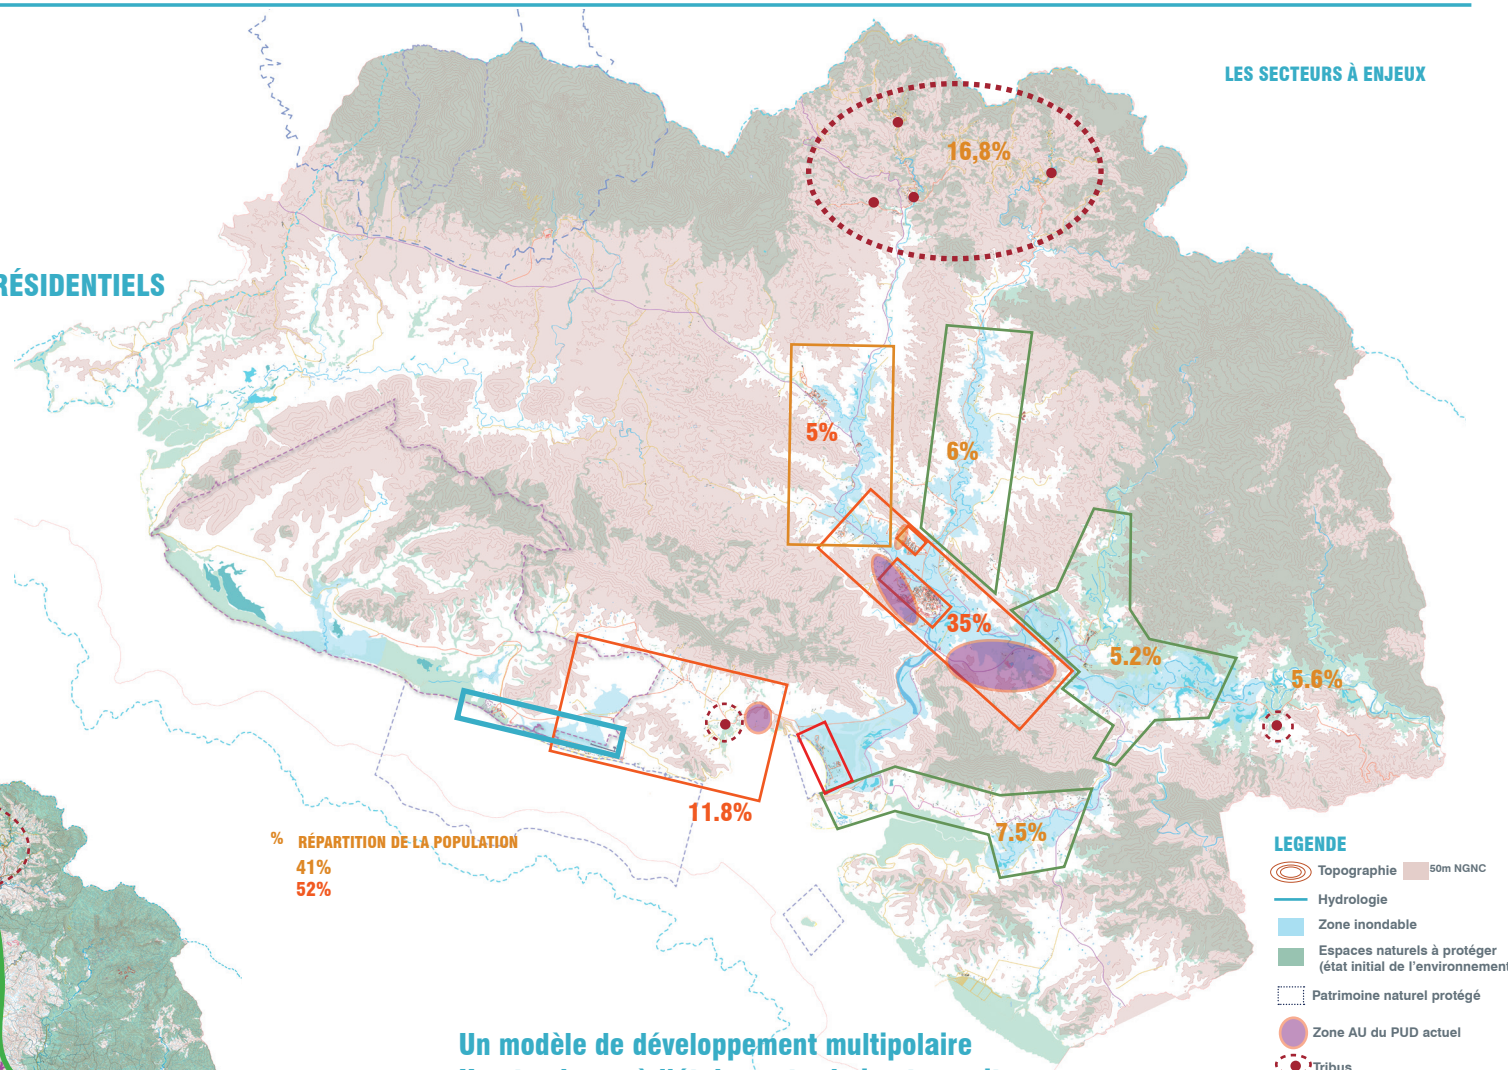 LES SECTEURS À ENJEUX
16,8%
RÉSIDENTIELS
5%
6%
35%
5.2%
5.6%
11.8%
7.5%
% RÉPARTITION DE LA POPULATION
41%
52%
LEGENDE
Topographie 50m NGNC
Hydrologie
Zone inondable
Espaces naturels à protéger
(état initial de l'environnement
Patrimoine naturel protégé
Zone AU du PUD actuel
Tribus
Un modèle de développement multipolaire